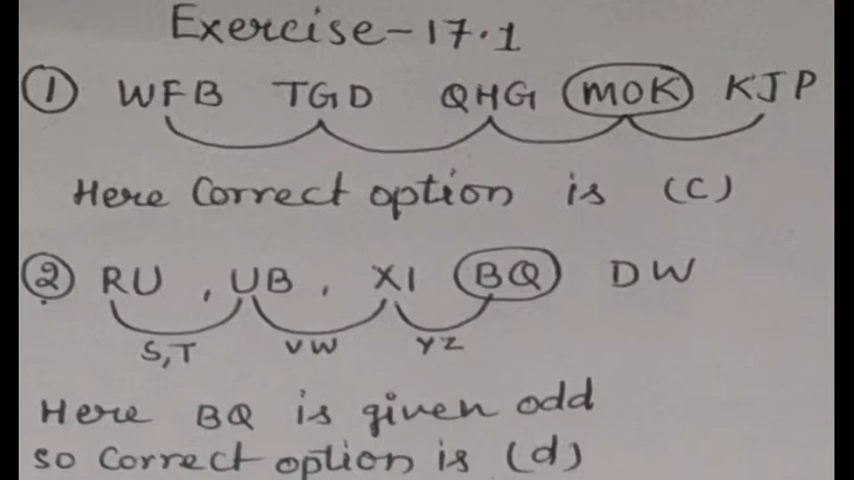 Exercise-17.1
① WFB TGD QHG MOK KJP
Here Correct option is (C)
② RU , UB , XI BQ DW
S,T VW YZ
Here BQ is given odd
so correct option is (d)